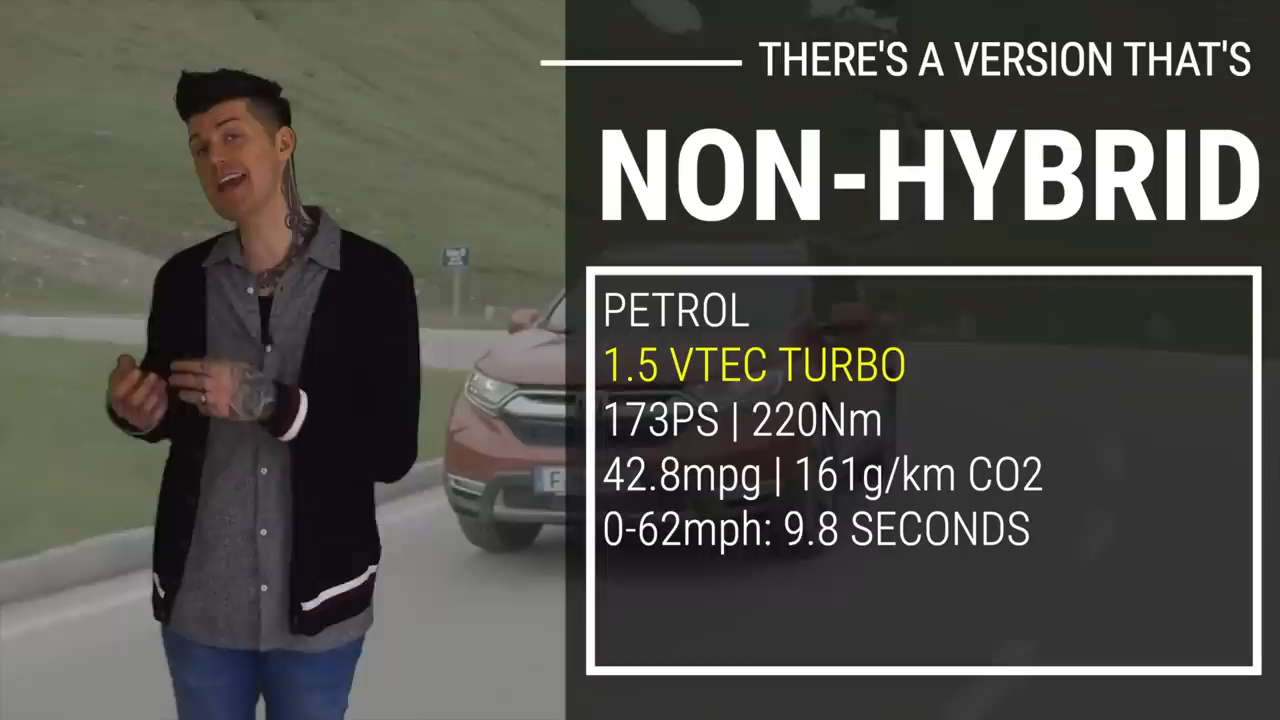 THERE'S A VERSION THAT'S
NON-HYBRID
PETROL
1.5 VTEC TURBO
173PS | 220Nm
42.8mpg | 161g/km CO2
0-62mph: 9.8 SECONDS